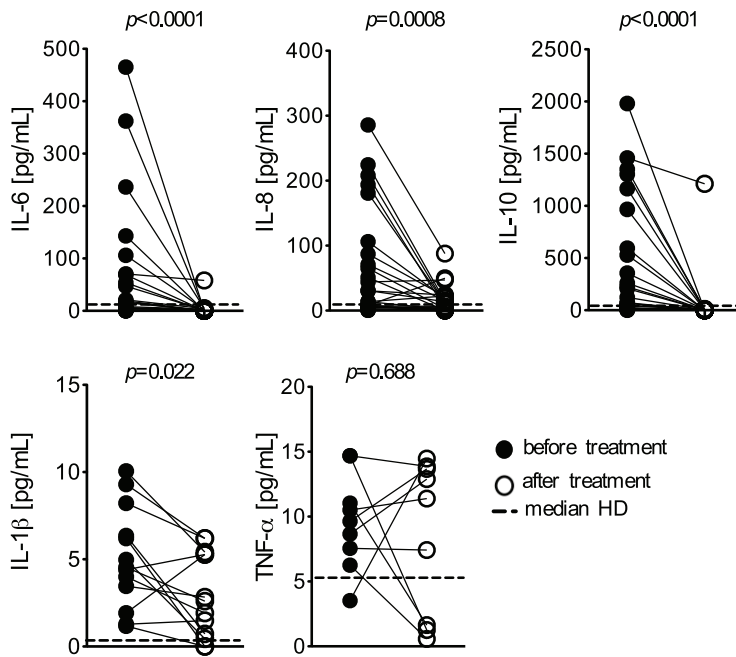 p<0.0001
p=0.0008
p<0.0001
IL-6 [pg/mL]
500
400
300
200
100
0
IL-8 [pg/mL]
400
300
200
100
0
IL-10 [pg/mL]
2500
2000
1500
1000
500
0
p=0.022
p=0.688
IL-1β [pg/mL]
15
10
5
0
TNF-α [pg/mL]
20
15
10
5
0
before treatment
after treatment
median HD